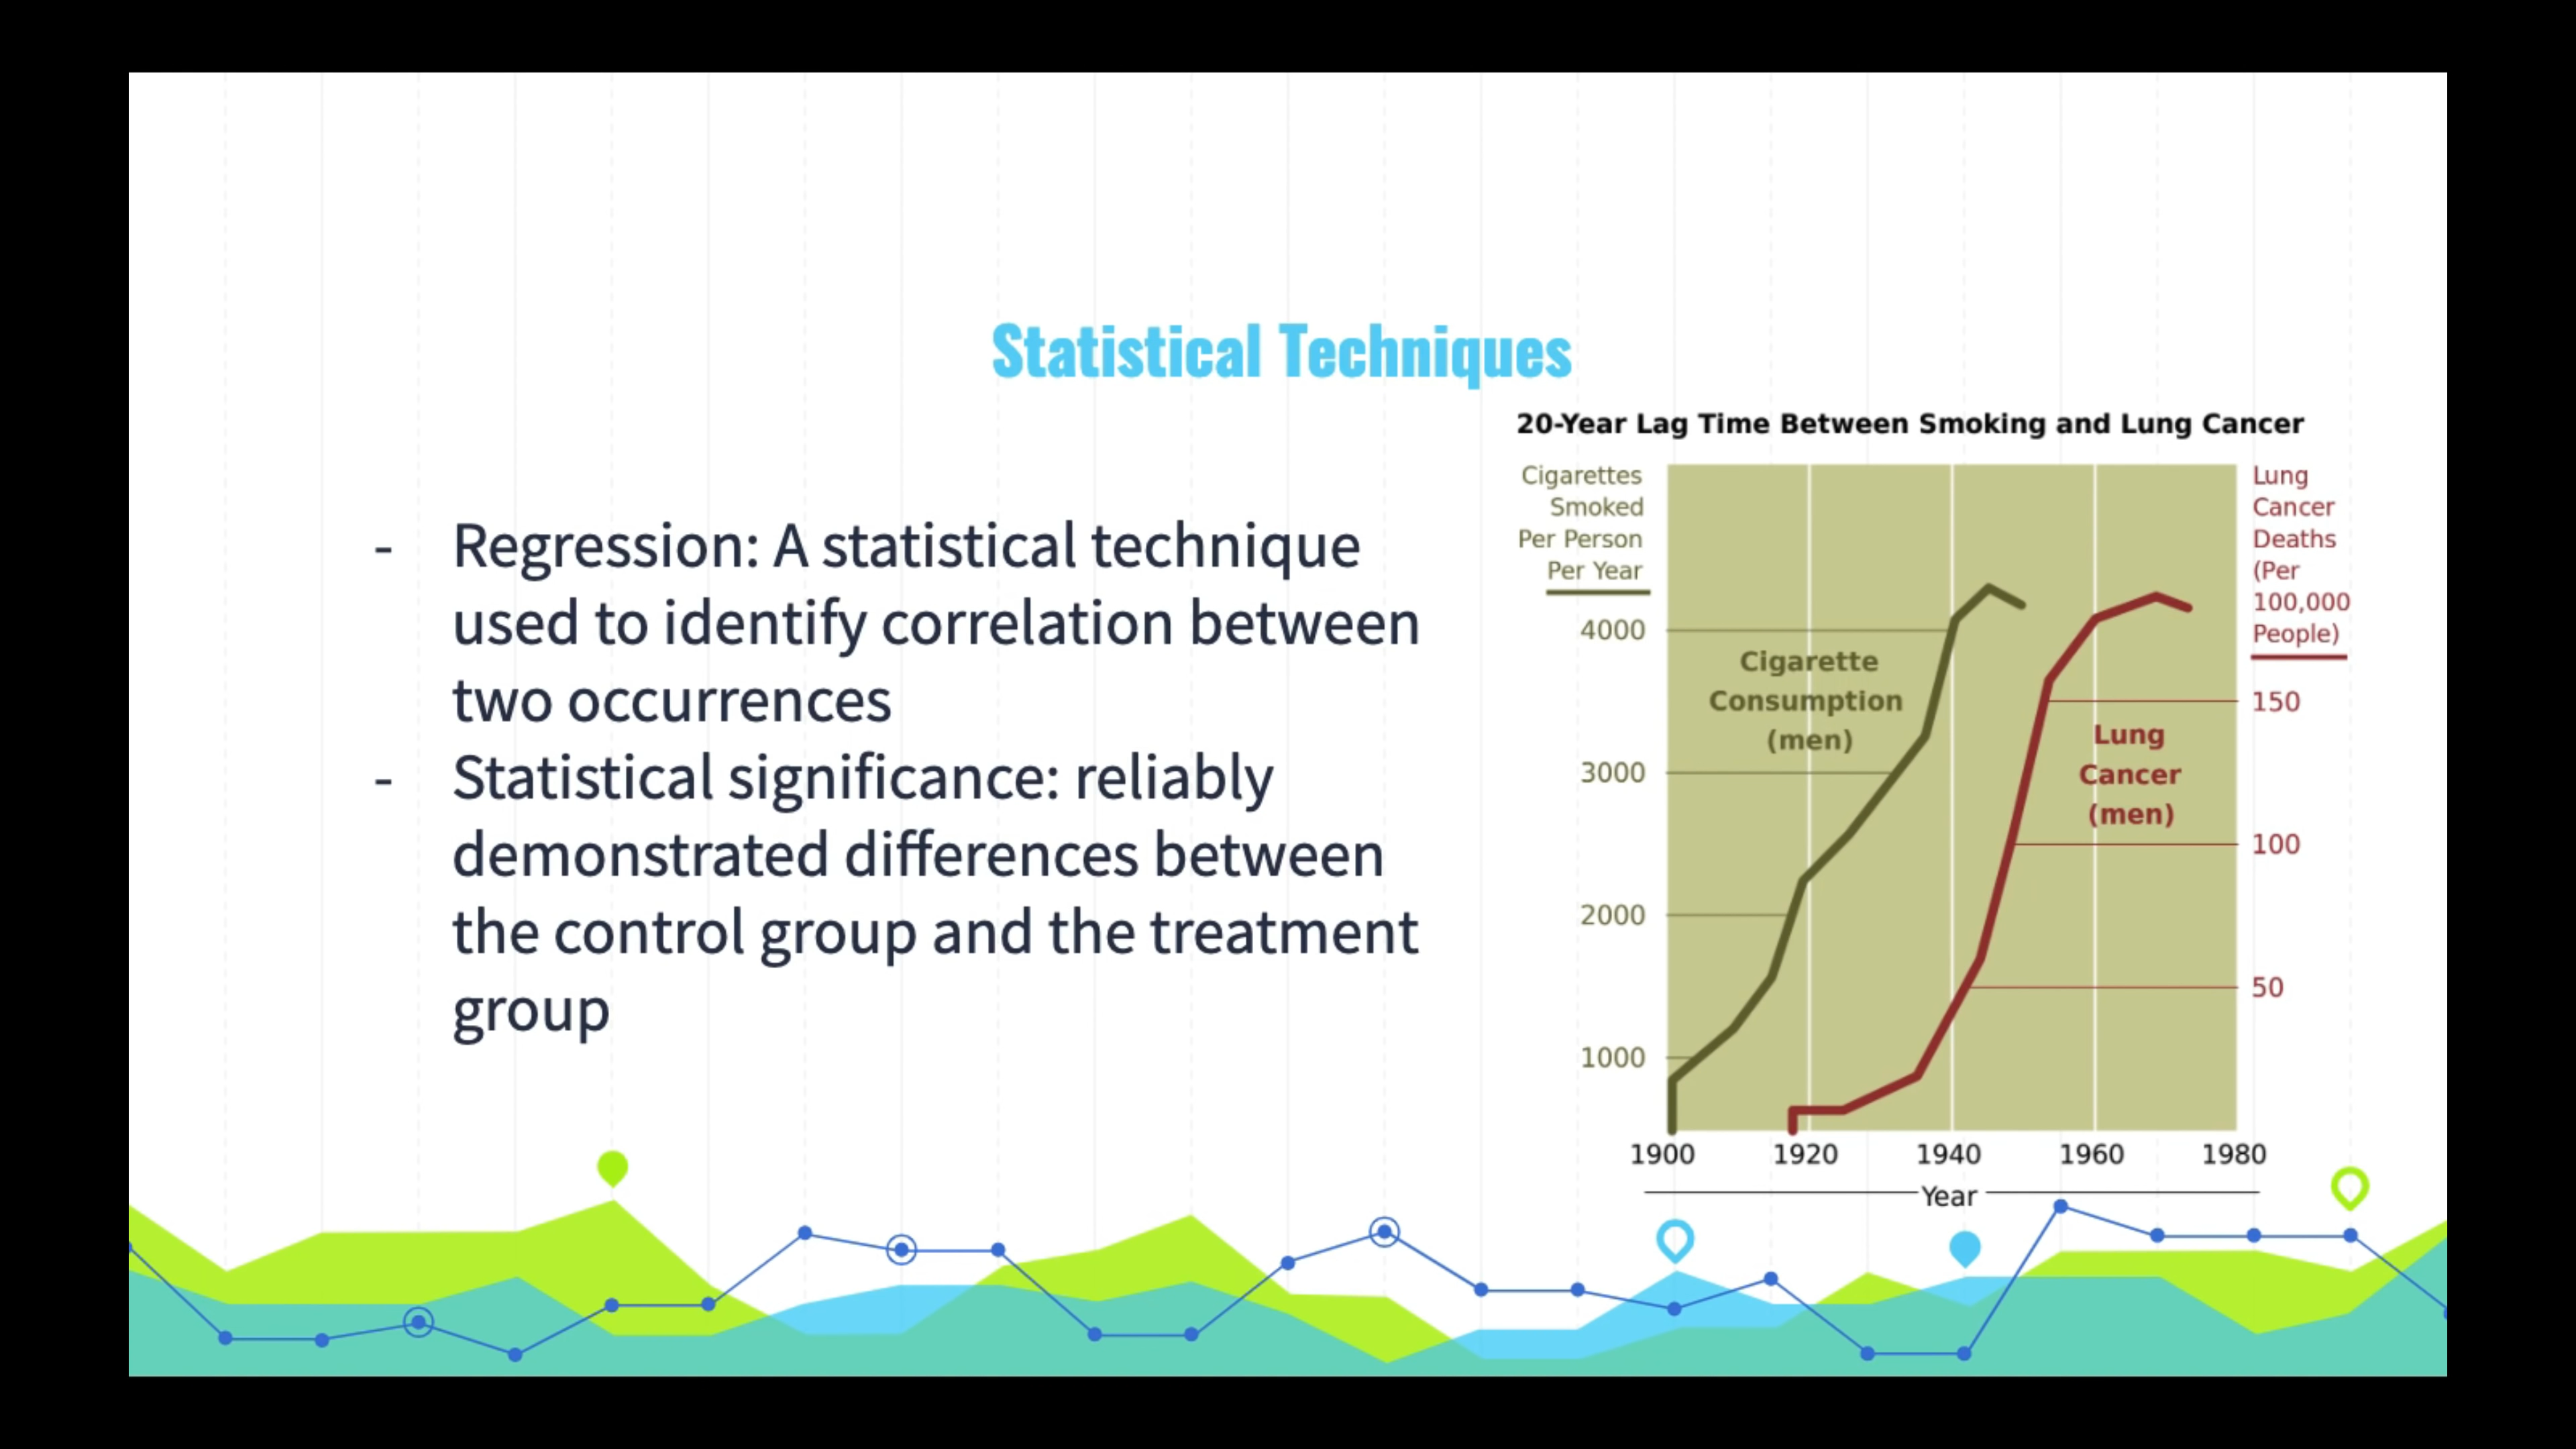 Statistical Techniques
- Regression: A statistical technique
used to identify correlation between
two occurrences
- Statistical significance: reliably
demonstrated differences between
the control group and the treatment
group
20-Year Lag Time Between Smoking and Lung Cancer
Cigarettes
Smoked
Per Person
Per Year
4000
3000
2000
1000
Cigarette
Consumption
(men)
Lung
Cancer
(men)
Lung
Cancer
Deaths
(Per
100,000
People)
150
100
50
1900 1920 1940 1960 1980
Year